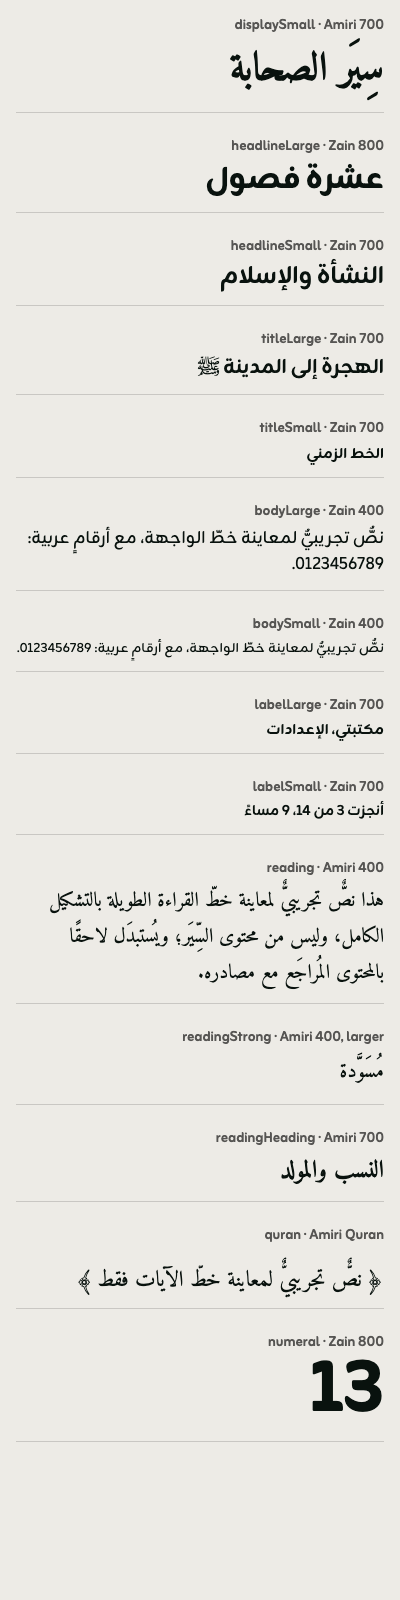 displaySmall · Amiri 700
سِيَر الصحابة
headlineLarge · Zain 800
عشرة فصول
headlineSmall · Zain 700
النشأة والإسلام
titleLarge · Zain 700
الهجرة إلى المدينة ﷺ
titleSmall · Zain 700
الخط الزمني
bodyLarge · Zain 400
نصٌّ تجريبيٌّ لمعاينة خطّ الواجهة، مع أرقامٍ عربية:
0123456789.
bodySmall · Zain 400
نصٌّ تجريبيٌّ لمعاينة خطّ الواجهة، مع أرقامٍ عربية: 0123456789.
labelLarge · Zain 700
مكتبتي، الإعدادات
labelSmall · Zain 700
أنجزت 3 من 14، 9 مساءً
reading · Amiri 400
هذا نصٌّ تجريبيٌّ لمعاينة خطّ القراءة الطويلة بالتشكيل
الكامل، وليس من محتوى السِّيَر؛ ويُستبدَل لاحقًا
بالمحتوى المُراجَع مع مصادره.
readingStrong · Amiri 400, larger
مُسَوَّدة
readingHeading · Amiri 700
النسب والمولد
quran · Amiri Quran
﴿ نصٌّ تجريبيٌّ لمعاينة خطّ الآيات فقط ﴾
numeral · Zain 800
13